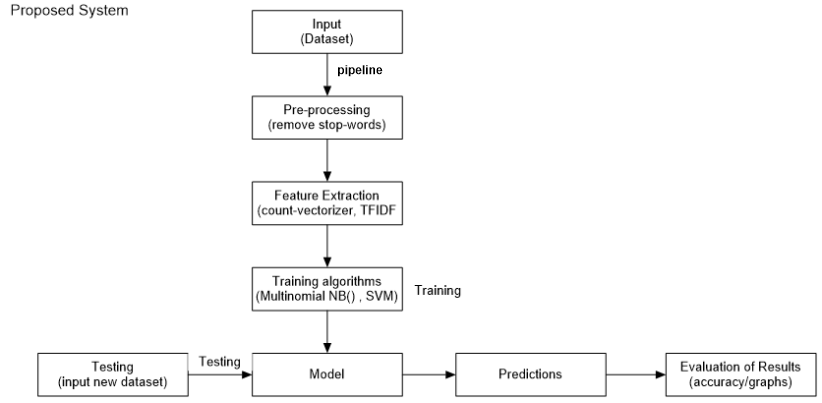 Proposed System
Input
(Dataset)
pipeline
Pre-processing
(remove stop-words)
Feature Extraction
(count-vectorizer, TFIDF
Training algorithms
(Multinomial NB() , SVM)
Training
Testing
(input new dataset)
Testing
Model
Predictions
Evaluation of Results
(accuracy/graphs)